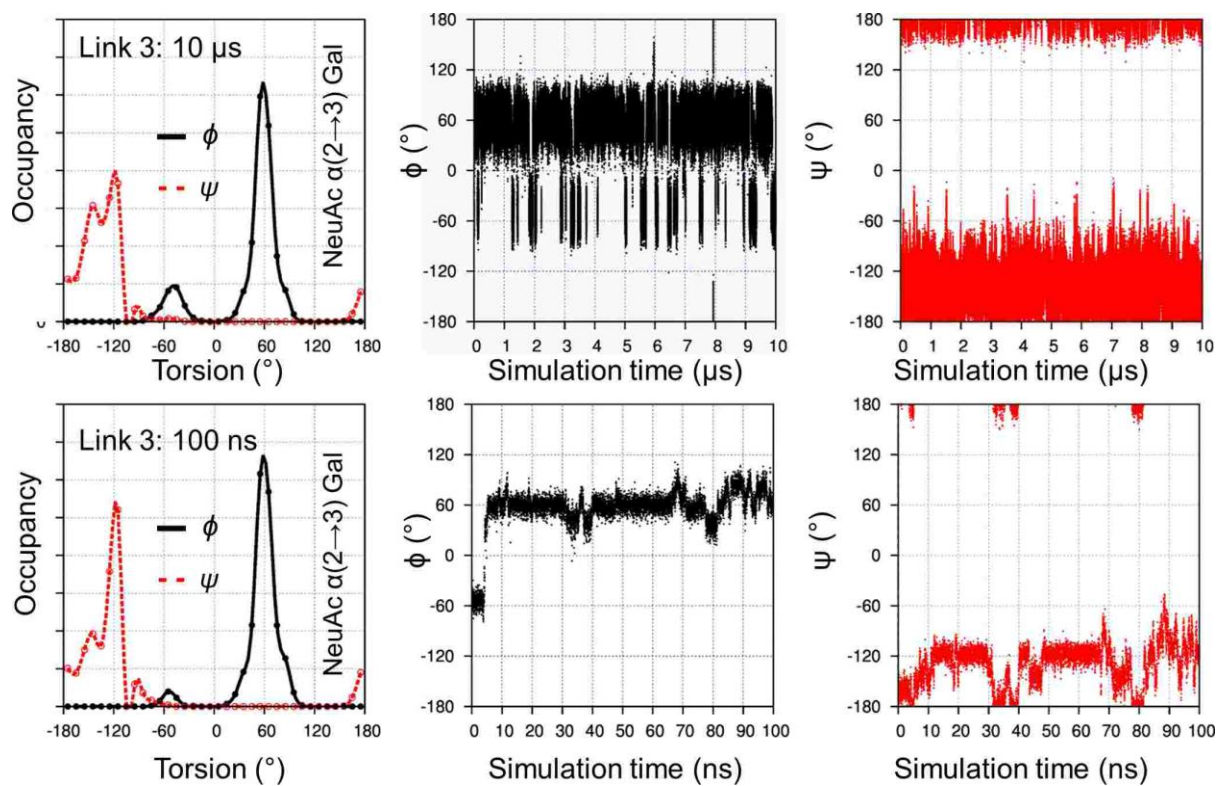 Link 3: 10 µs
ϕ
ψ
NeuAc α(2→3) Gal
Occupancy
c
-180 -120 -60 0 60 120 180
Torsion (°)
ϕ (°)
180
120
60
0
-60
-120
-180
0 1 2 3 4 5 6 7 8 9 10
Simulation time (µs)
ψ (°)
180
120
60
0
-60
-120
-180
0 1 2 3 4 5 6 7 8 9 10
Simulation time (µs)
Link 3: 100 ns
ϕ
ψ
NeuAc α(2→3) Gal
Occupancy
-180 -120 -60 0 60 120 180
Torsion (°)
ϕ (°)
180
120
60
0
-60
-120
-180
0 10 20 30 40 50 60 70 80 90 100
Simulation time (ns)
ψ (°)
180
120
60
0
-60
-120
-180
0 10 20 30 40 50 60 70 80 90 100
Simulation time (ns)